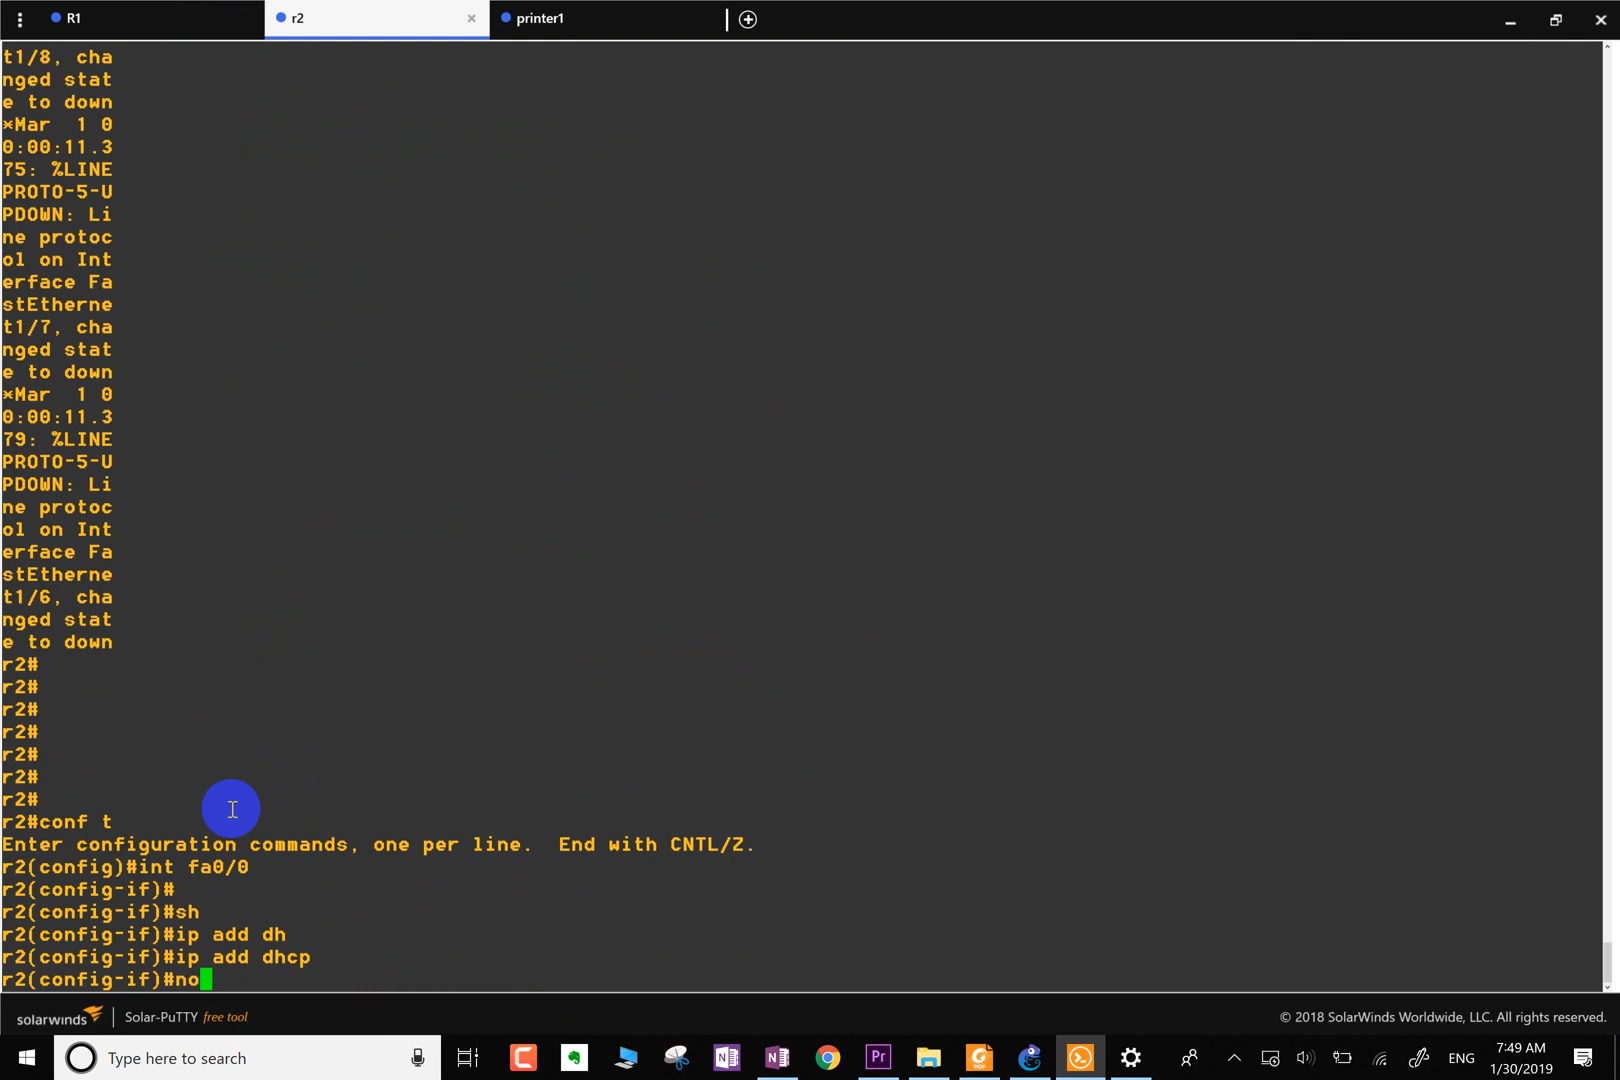 R1
r2
printer1
t1/8, cha
nged stat
e to down
*Mar  1 0
0:00:11.3
75: %LINE
PROTO-5-U
PDOWN: Li
ne protoc
ol on Int
erface Fa
stEtherne
t1/7, cha
nged stat
e to down
*Mar  1 0
0:00:11.3
79: %LINE
PROTO-5-U
PDOWN: Li
ne protoc
ol on Int
erface Fa
stEtherne
t1/6, cha
nged stat
e to down
r2#
r2#
r2#
r2#
r2#
r2#
r2#
r2#conf t
Enter configuration commands, one per line.  End with CNTL/Z.
r2(config)#int fa0/0
r2(config-if)#
r2(config-if)#sh
r2(config-if)#ip add dh
r2(config-if)#ip add dhcp
r2(config-if)#no
solarwinds
Solar-PuTTY free tool
© 2018 SolarWinds Worldwide, LLC. All rights reserved.
Type here to search
N
N
Pr
PDF
ENG
7:49 AM
1/30/2019